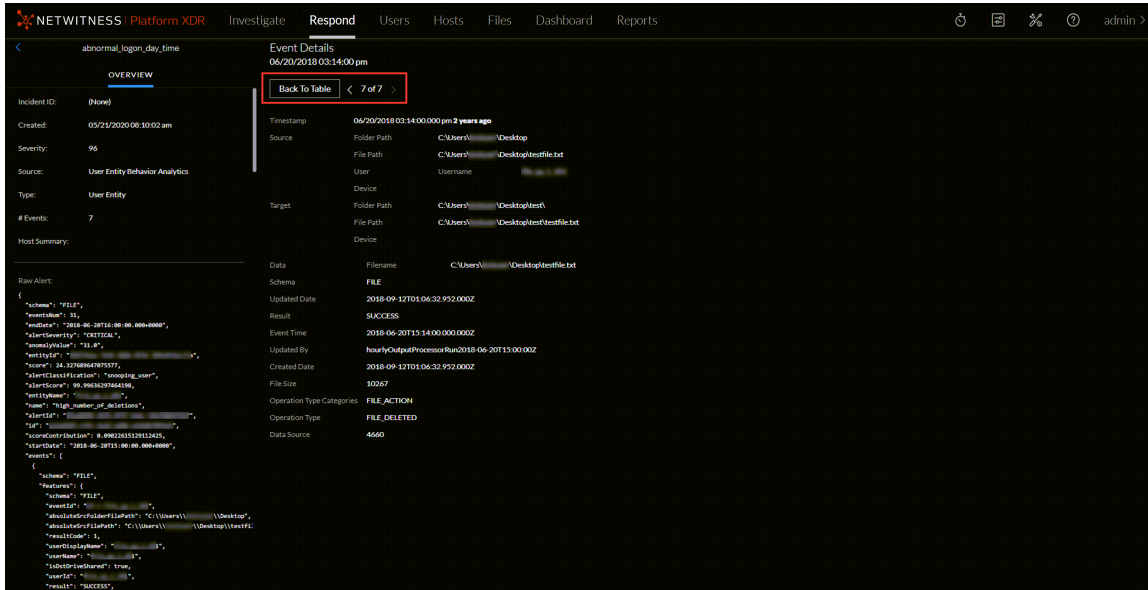 NETWITNESS Platform XDR Investigate Respond Users Hosts Files Dashboard Reports admin >
abnormal_logon_day_time
OVERVIEW
Incident ID: (None)
Created: 05/21/2020 08:10:02 am
Severity: 96
Source: User Entity Behavior Analytics
Type: User Entity
# Events: 7
Host Summary:
Raw Alert:
{
"schema": "FILE",
"eventsNum": 31,
"endDate": "2018-06-20T16:00:00.000+0000",
"alertSeverity": "CRITICAL",
"anomalyValue": "31.0",
"entityId": "
"score": 24.327689647075577,
"alertClassification": "snooping_user",
"alertScore": 99.99636297464198,
"entityName": "
"name": "high_number_of_deletions",
"alertId": "
"id": "
"scoreContribution": 0.09022615129112425,
"startDate": "2018-06-20T15:00:00.000+0000",
"events": [
{
"schema": "FILE",
"features": {
"schema": "FILE",
"eventId": "
"absoluteSrcFolderFilePath": "C:\\Users\\ \\Desktop",
"absoluteSrcFilePath": "C:\\Users\\ \\Desktop\\testfi
"resultCode": 1,
"userDisplayName": "
"userName": "
"isDstDriveShared": true,
"userId": "
"result": "SUCCESS",
Event Details
06/20/2018 03:14:00 pm
Back To Table < 7 of 7 >
Timestamp 06/20/2018 03:14:00.000 pm 2 years ago
Source Folder Path C:\Users\ \Desktop
File Path C:\Users\ \Desktop\testfile.txt
User Username
Device
Target Folder Path C:\Users\ \Desktop\test\
File Path C:\Users\ \Desktop\test\testfile.txt
Device
Data Filename C:\Users\ \Desktop\testfile.txt
Schema FILE
Updated Date 2018-09-12T01:06:32.952.000Z
Result SUCCESS
Event Time 2018-06-20T15:14:00.000.000Z
Updated By hourlyOutputProcessorRun2018-06-20T15:00:00Z
Created Date 2018-09-12T01:06:32.952.000Z
File Size 10267
Operation Type Categories FILE_ACTION
Operation Type FILE_DELETED
Data Source 4660